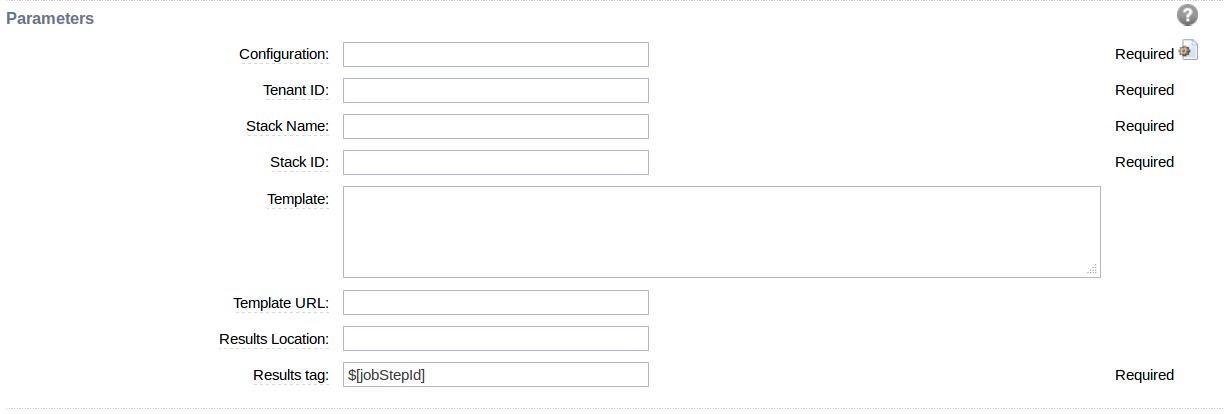 Parameters ?
Configuration: Required
Tenant ID: Required
Stack Name: Required
Stack ID: Required
Template:
Template URL:
Results Location:
Results tag: $[jobStepId] Required